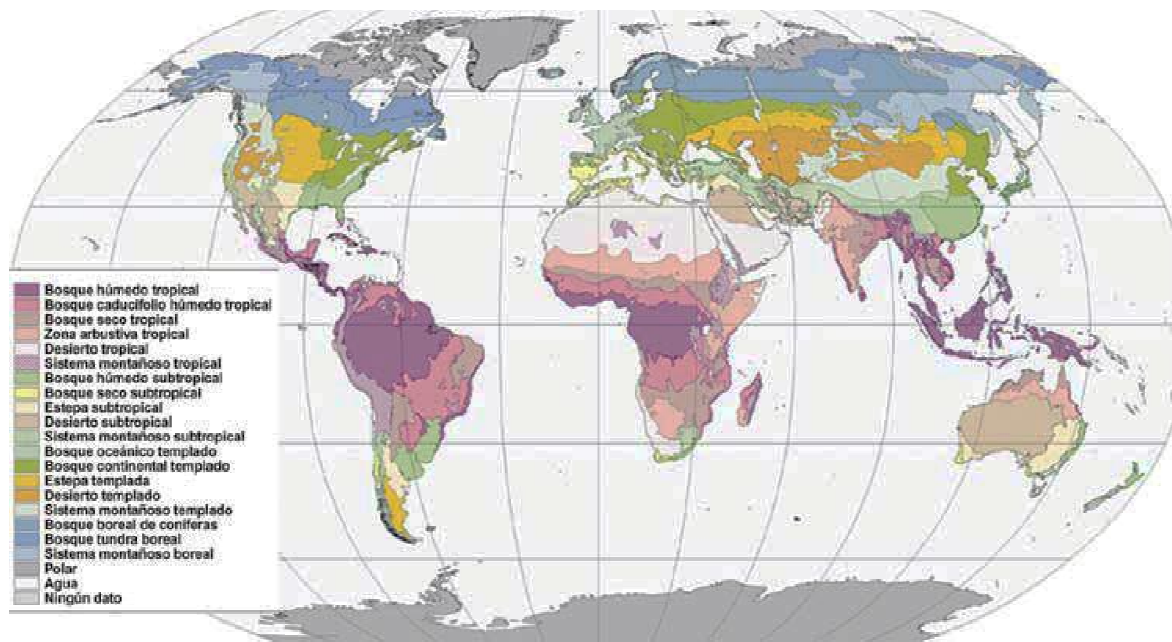 Bosque húmedo tropical
Bosque caducifolio húmedo tropical
Bosque seco tropical
Zona arbustiva tropical
Desierto tropical
Sistema montañoso tropical
Bosque húmedo subtropical
Bosque seco subtropical
Estepa subtropical
Desierto subtropical
Sistema montañoso subtropical
Bosque oceánico templado
Bosque continental templado
Estepa templada
Desierto templado
Sistema montañoso templado
Bosque boreal de coníferas
Bosque tundra boreal
Sistema montañoso boreal
Polar
Agua
Ningún dato